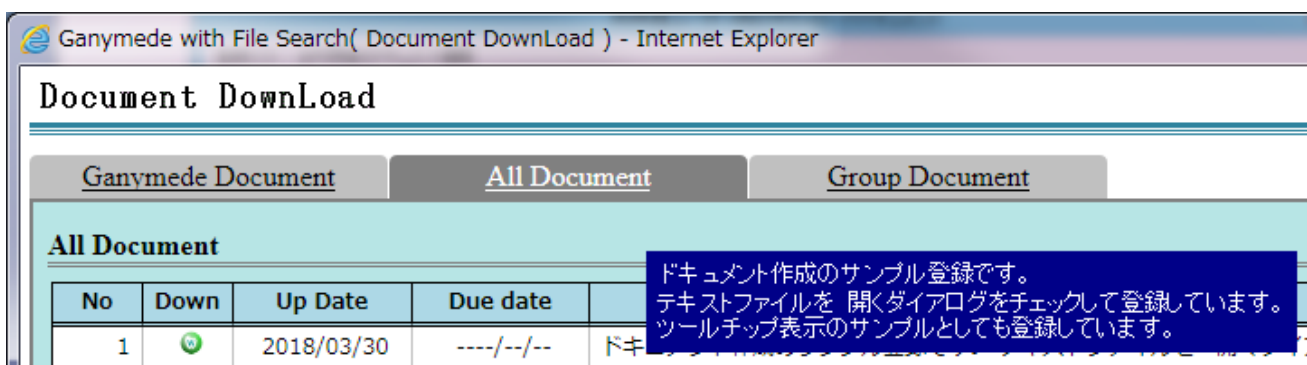 Ganymede with File Search( Document DownLoad ) - Internet Explorer
Document DownLoad
Ganymede Document All Document Group Document
All Document
ドキュメント作成のサンプル登録です。
テキストファイルを 開くダイアログをチェックして登録しています。
ツールチップ表示のサンプルとしても登録しています。
No Down Up Date Due date
1 2018/03/30 ----/--/--